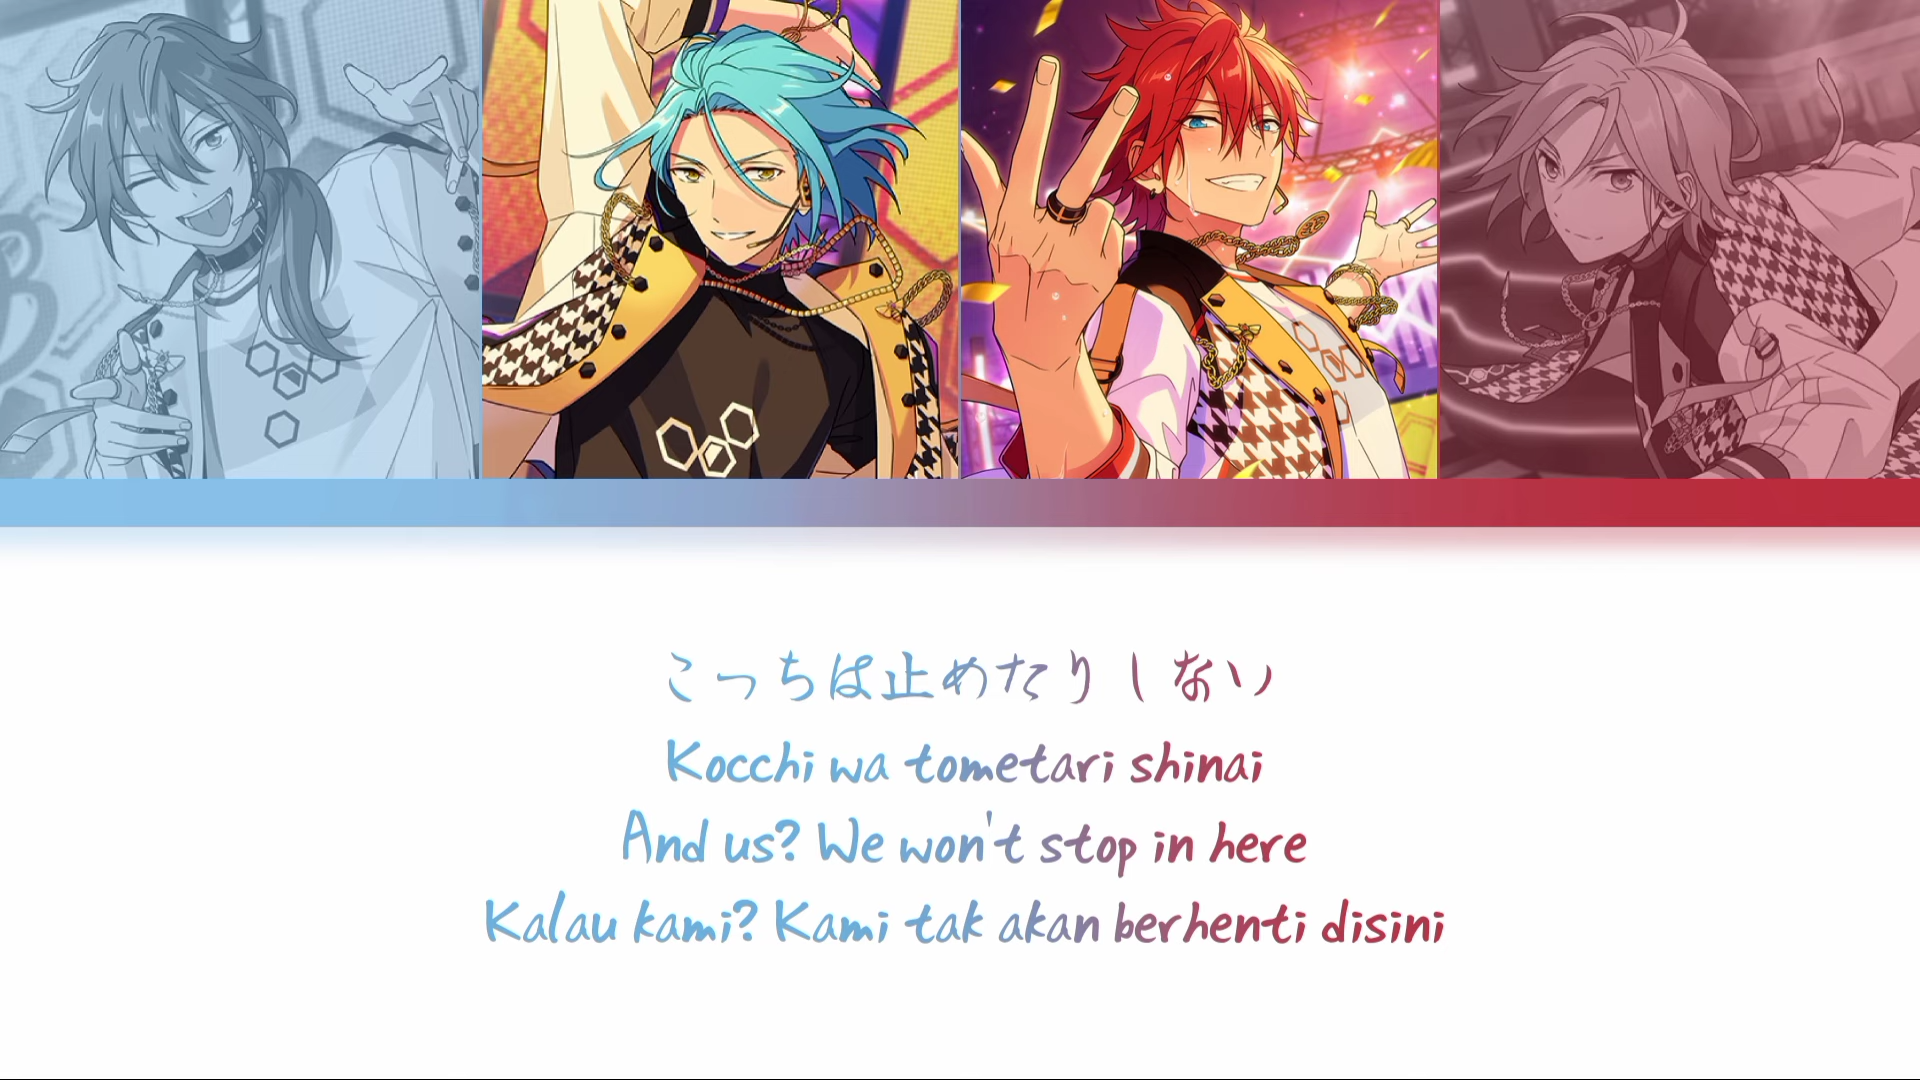 こっちは止めたりしない
Kocchi wa tometari shinai
And us? We won't stop in here
Kalau kami? Kami tak akan berhenti disini